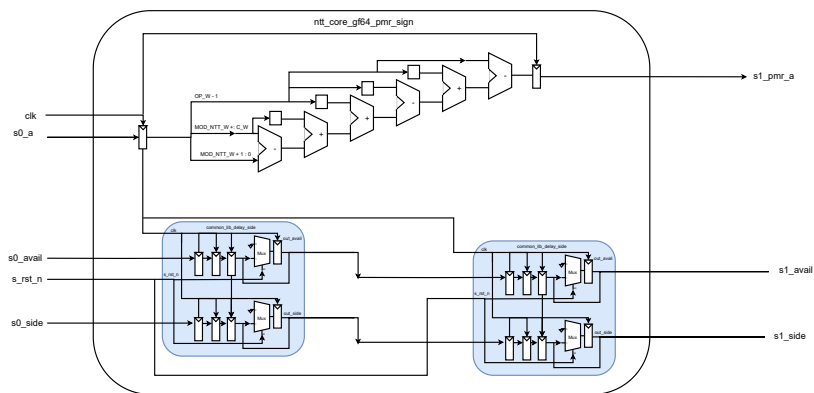 ntt_core_gf64_pmr_sign
s1_pmr_a
OP_W - 1
clk
s0_a
MOD_NTT_W +: C_W
MOD_NTT_W + 1 : 0
-
+
+
-
+
-
common_lib_delay_side
clk
out_avail
Mux
s0_avail
s_rst_n
s_rst_n
out_side
Mux
s0_side
common_lib_delay_side
clk
out_avail
Mux
s1_avail
s_rst_n
out_side
Mux
s1_side